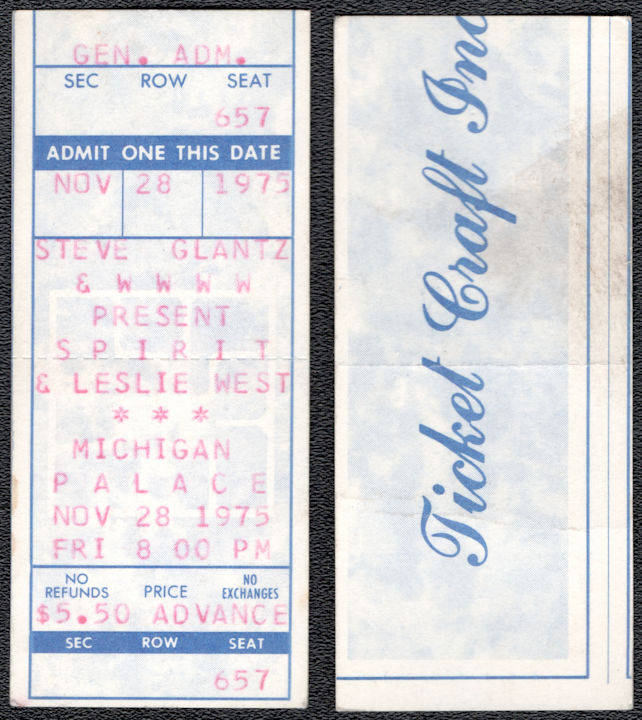 GEN. ADM.
SEC ROW SEAT
657
ADMIT ONE THIS DATE
NOV 28 1975
STEVE GLANTZ
& W W W W
PRESENT
S P I R I T
& LESLIE WEST
* * *
MICHIGAN
P A L A C E
NOV 28 1975
FRI 8 00 PM
NO REFUNDS PRICE NO EXCHANGES
$5.50 ADVANCE
SEC ROW SEAT
657
Ticket Craft Inc